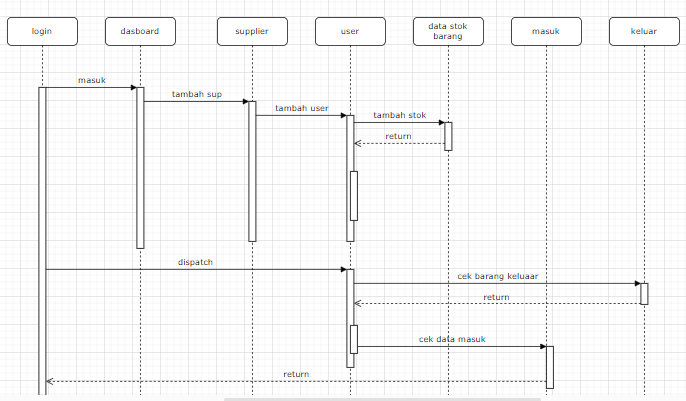 login
dasboard
supplier
user
data stok
barang
masuk
keluar
masuk
tambah sup
tambah user
tambah stok
return
dispatch
cek barang keluaar
return
cek data masuk
return